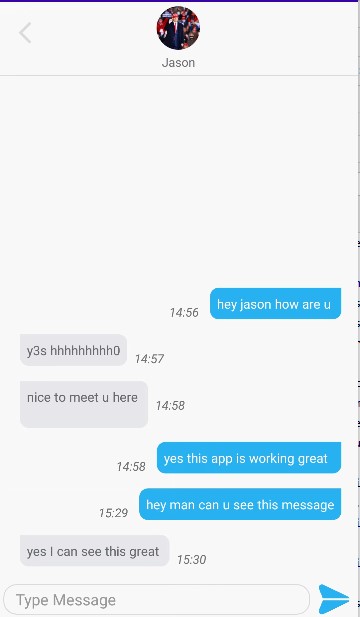 Jason
14:56 hey jason how are u
y3s hhhhhhhhh0 14:57
nice to meet u here 14:58
14:58 yes this app is working great
15:29 hey man can u see this message
yes I can see this great 15:30
Type Message